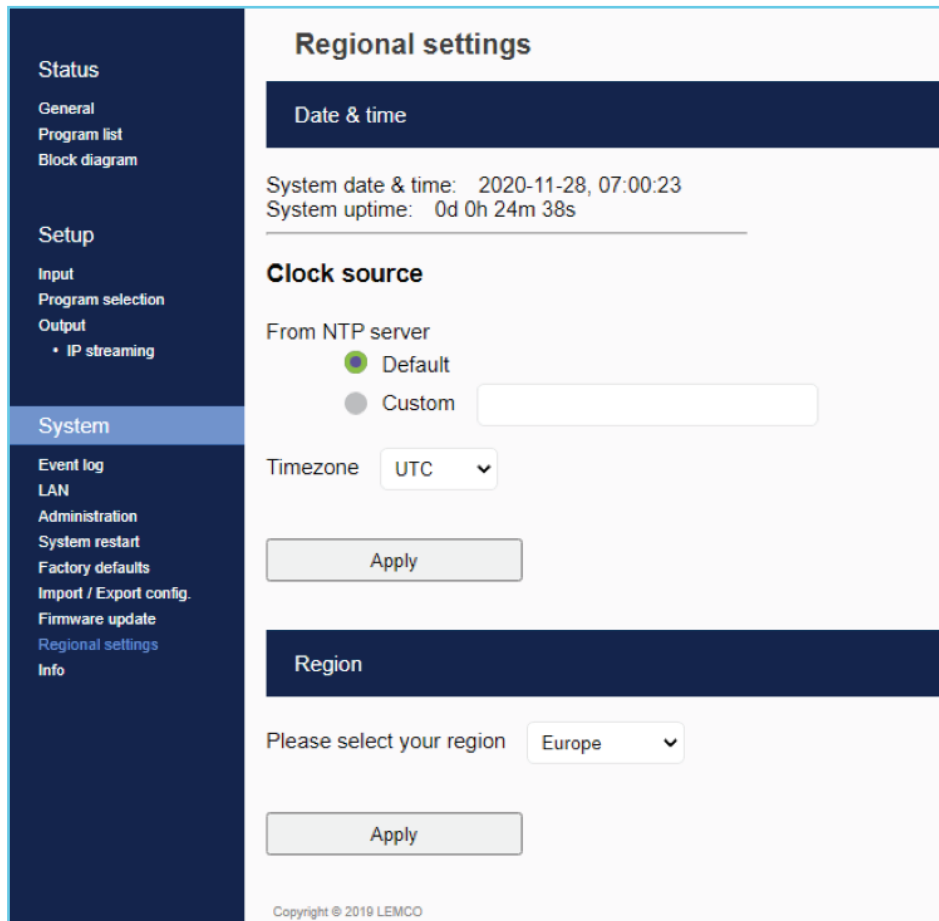 Status
General
Program list
Block diagram
Setup
Input
Program selection
Output
• IP streaming
System
Event log
LAN
Administration
System restart
Factory defaults
Import / Export config.
Firmware update
Regional settings
Info
Regional settings
Date & time
System date & time: 2020-11-28, 07:00:23
System uptime: 0d 0h 24m 38s
Clock source
From NTP server
Default
Custom
Timezone UTC
Apply
Region
Please select your region Europe
Apply
Copyright © 2019 LEMCO